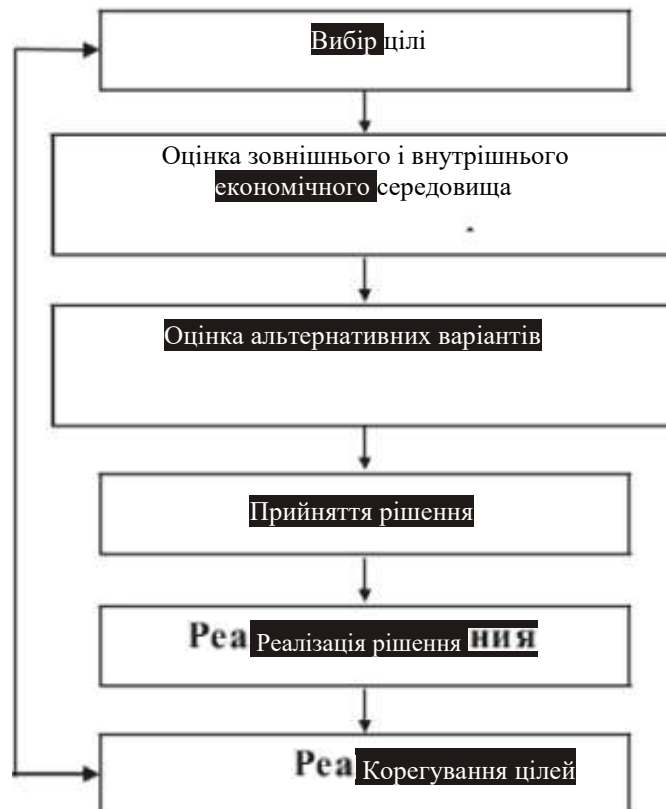 Вибір цілі
Оцінка зовнішнього і внутрішнього
економічного середовища
Оцінка альтернативних варіантів
Прийняття рішення
Реа Реалізація рішення ния
Реа Корегування цілей